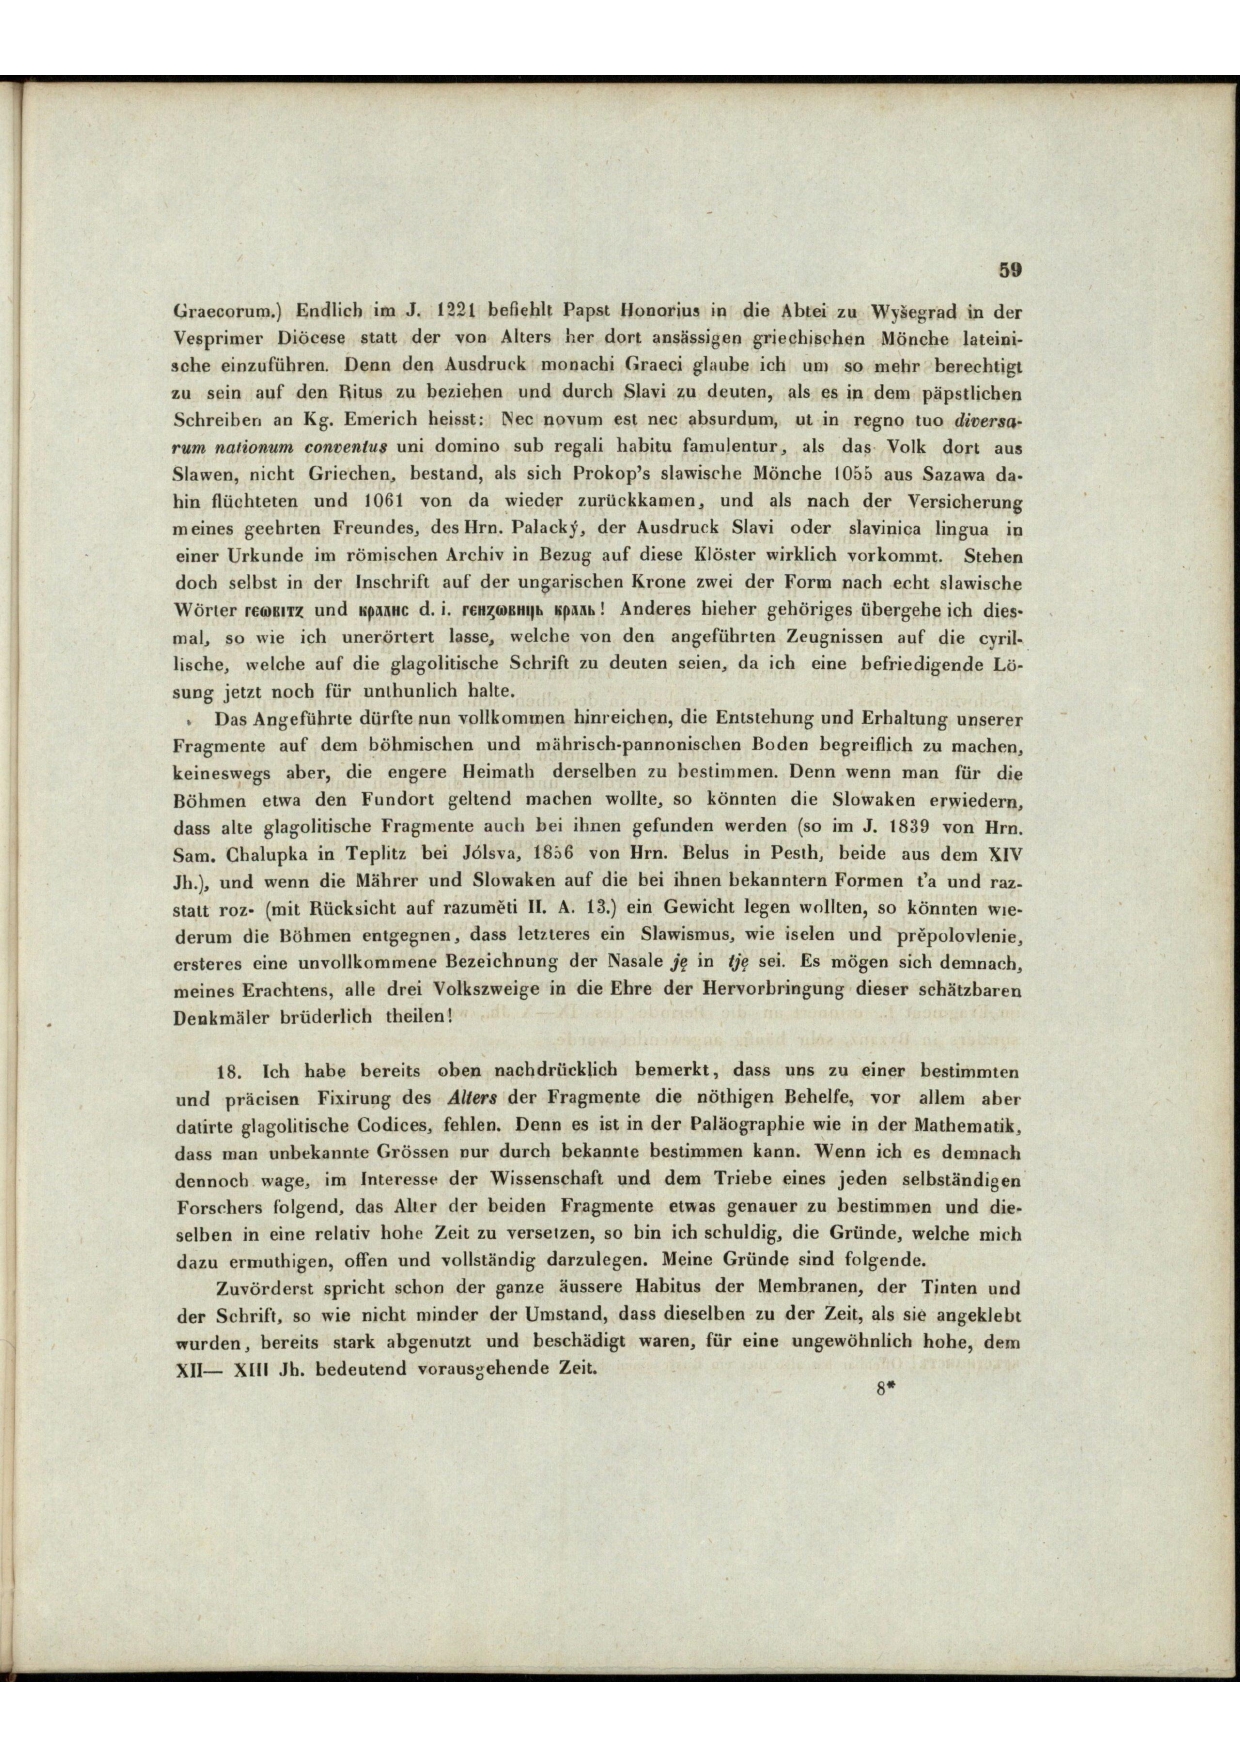 59
Graecorum.) Endlich im J. 1221 befiehlt Papst Honorius in die Abtei zu Wyšegrad in der
Vesprimer Diöcese statt der von Alters her dort ansässigen griechischen Mönche lateini-
sche einzuführen. Denn den Ausdruck monachi Graeci glaube ich um so mehr berechtigt
zu sein auf den Ritus zu beziehen und durch Slavi zu deuten, als es in dem päpstlichen
Schreiben an Kg. Emerich heisst: Nec novum est nec absurdum, ut in regno tuo diversa-
rum nationum conventus uni domino sub regali habitu famulentur, als das Volk dort aus
Slawen, nicht Griechen, bestand, als sich Prokop's slawische Mönche 1055 aus Sazawa da-
hin flüchteten und 1061 von da wieder zurückkamen, und als nach der Versicherung
meines geehrten Freundes, des Hrn. Palacký, der Ausdruck Slavi oder slavinica lingua in
einer Urkunde im römischen Archiv in Bezug auf diese Klöster wirklich vorkommt. Stehen
doch selbst in der Inschrift auf der ungarischen Krone zwei der Form nach echt slawische
Wörter геѡвітꙁ und кралис d. i. генꙁѡвиць краль! Anderes hieher gehöriges übergehe ich dies-
mal, so wie ich unerörtert lasse, welche von den angeführten Zeugnissen auf die cyril-
lische, welche auf die glagolitische Schrift zu deuten seien, da ich eine befriedigende Lö-
sung jetzt noch für unthunlich halte.
Das Angeführte dürfte nun vollkommen hinreichen, die Entstehung und Erhaltung unserer
Fragmente auf dem böhmischen und mährisch-pannonischen Boden begreiflich zu machen,
keineswegs aber, die engere Heimath derselben zu bestimmen. Denn wenn man für die
Böhmen etwa den Fundort geltend machen wollte, so könnten die Slowaken erwiedern,
dass alte glagolitische Fragmente auch bei ihnen gefunden werden (so im J. 1839 von Hrn.
Sam. Chalupka in Teplitz bei Jólsva, 1856 von Hrn. Belus in Pesth, beide aus dem XIV
Jh.), und wenn die Mährer und Slowaken auf die bei ihnen bekanntern Formen t'a und raz-
statt roz- (mit Rücksicht auf razuměti II. A. 13.) ein Gewicht legen wollten, so könnten wie-
derum die Böhmen entgegnen, dass letzteres ein Slawismus, wie iselen und prěpolovlenie,
ersteres eine unvollkommene Bezeichnung der Nasale ję in tję sei. Es mögen sich demnach,
meines Erachtens, alle drei Volkszweige in die Ehre der Hervorbringung dieser schätzbaren
Denkmäler brüderlich theilen!
18. Ich habe bereits oben nachdrücklich bemerkt, dass uns zu einer bestimmten
und präcisen Fixirung des Alters der Fragmente die nöthigen Behelfe, vor allem aber
datirte glagolitische Codices, fehlen. Denn es ist in der Paläographie wie in der Mathematik,
dass man unbekannte Grössen nur durch bekannte bestimmen kann. Wenn ich es demnach
dennoch wage, im Interesse der Wissenschaft und dem Triebe eines jeden selbständigen
Forschers folgend, das Alter der beiden Fragmente etwas genauer zu bestimmen und die-
selben in eine relativ hohe Zeit zu versetzen, so bin ich schuldig, die Gründe, welche mich
dazu ermuthigen, offen und vollständig darzulegen. Meine Gründe sind folgende.
Zuvörderst spricht schon der ganze äussere Habitus der Membranen, der Tinten und
der Schrift, so wie nicht minder der Umstand, dass dieselben zu der Zeit, als sie angeklebt
wurden, bereits stark abgenutzt und beschädigt waren, für eine ungewöhnlich hohe, dem
XII— XIII Jh. bedeutend vorausgehende Zeit.
8*